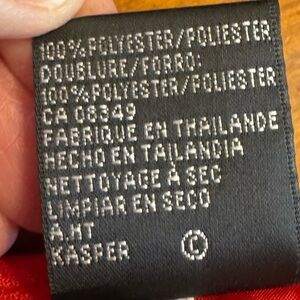 100% POLYESTER/POLIESTER
DOUBLURE/FORRO:
100% POLYESTER/POLIESTER
CA 08349
FABRIQUE EN THAILANDE
HECHO EN TAILANDIA
NETTOYAGE À SEC
LIMPIAR EN SECO
A.HT
KASPER ©